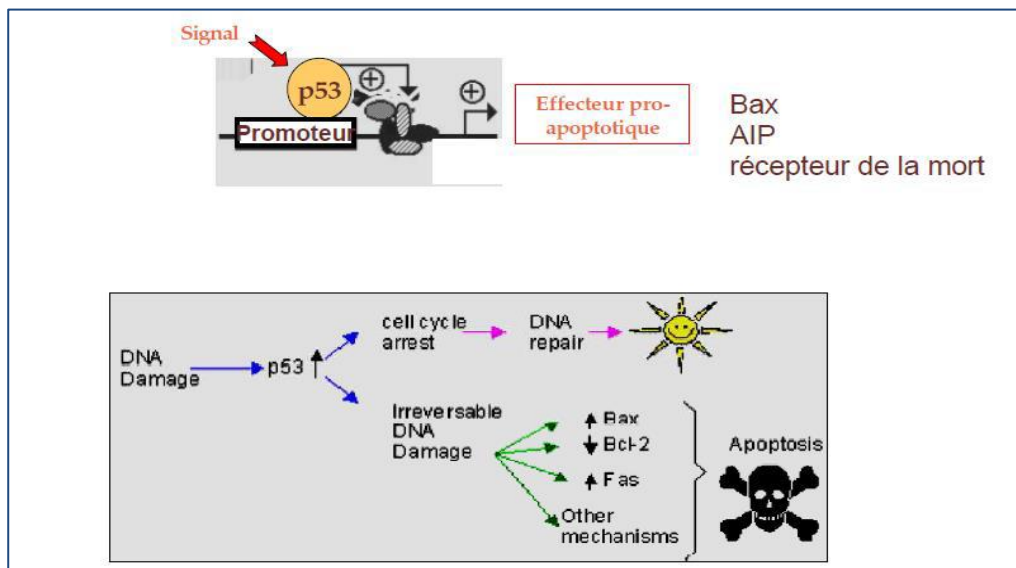 Signal
p53
Promoteur
Effecteur pro-
apoptotique
Bax
AIP
récepteur de la mort
DNA
Damage
p53
cell cycle
arrest
DNA
repair
Irreversable
DNA
Damage
Bax
Bcl-2
Fas
Other
mechanisms
Apoptosis